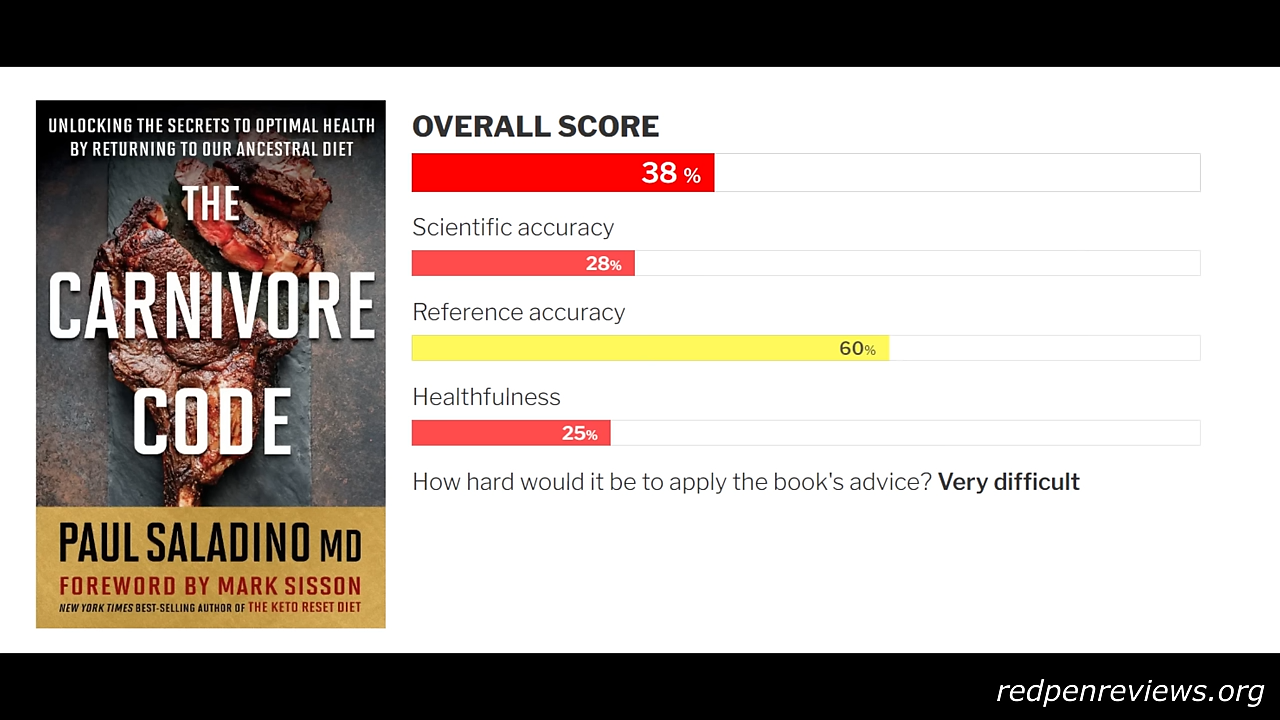 UNLOCKING THE SECRETS TO OPTIMAL HEALTH
BY RETURNING TO OUR ANCESTRAL DIET
THE
CARNIVORE
CODE
PAUL SALADINO MD
FOREWORD BY MARK SISSON
NEW YORK TIMES BEST-SELLING AUTHOR OF THE KETO RESET DIET
OVERALL SCORE
38 %
Scientific accuracy
28%
Reference accuracy
60%
Healthfulness
25%
How hard would it be to apply the book's advice? Very difficult
redpenreviews.org